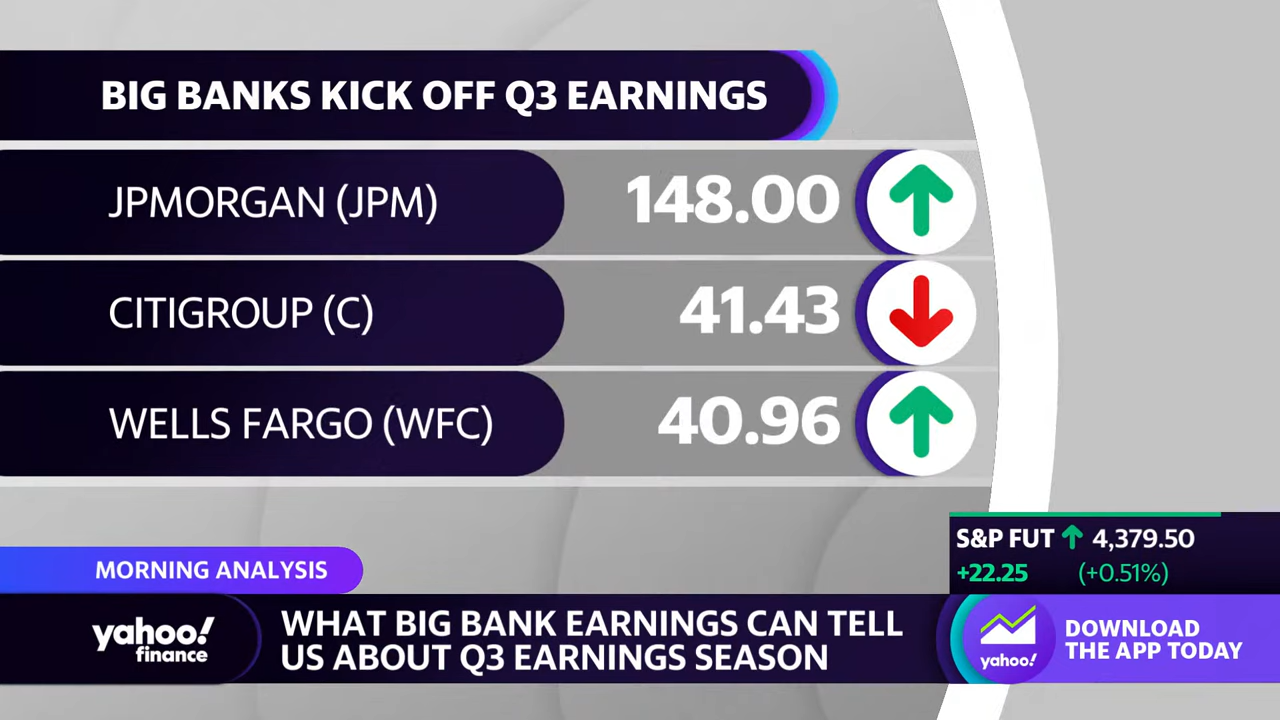 BIG BANKS KICK OFF Q3 EARNINGS
JPMORGAN (JPM) 148.00
CITIGROUP (C) 41.43
WELLS FARGO (WFC) 40.96
S&P FUT 4,379.50
+22.25 (+0.51%)
MORNING ANALYSIS
yahoo!
finance
WHAT BIG BANK EARNINGS CAN TELL
US ABOUT Q3 EARNINGS SEASON
yahoo!
DOWNLOAD
THE APP TODAY